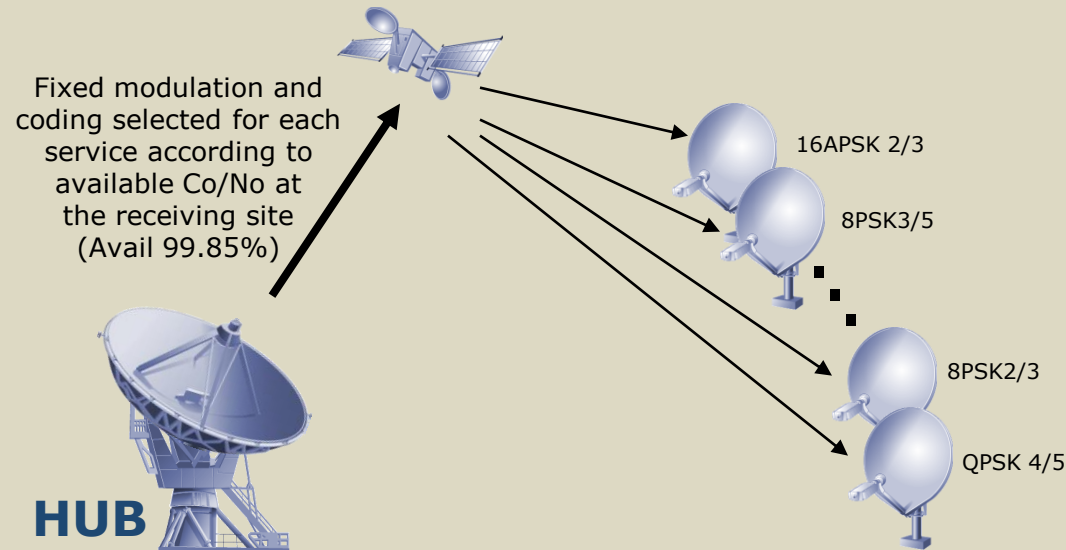 Fixed modulation and
coding selected for each
service according to
available Co/No at
the receiving site
(Avail 99.85%)
16APSK 2/3
8PSK3/5
8PSK2/3
QPSK 4/5
HUB